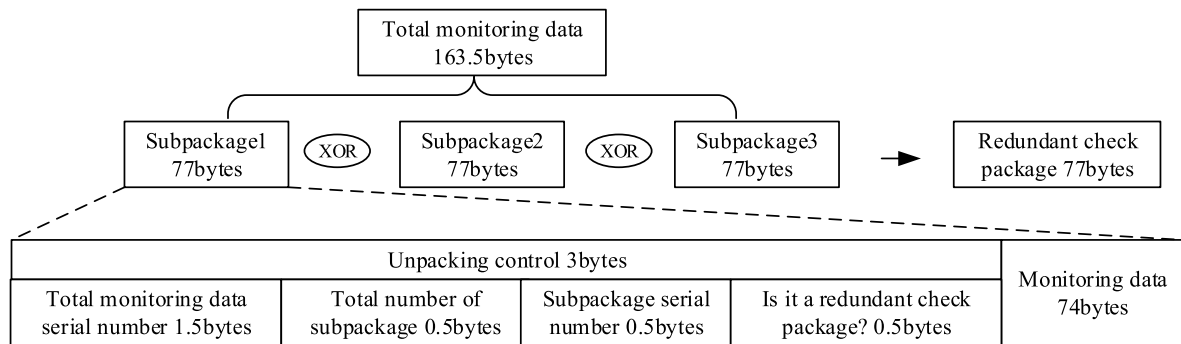 Total monitoring data
163.5bytes
Subpackage1
77bytes
XOR
Subpackage2
77bytes
XOR
Subpackage3
77bytes
Redundant check
package 77bytes
Unpacking control 3bytes
Total monitoring data
serial number 1.5bytes
Total number of
subpackage 0.5bytes
Subpackage serial
number 0.5bytes
Is it a redundant check
package? 0.5bytes
Monitoring data
74bytes